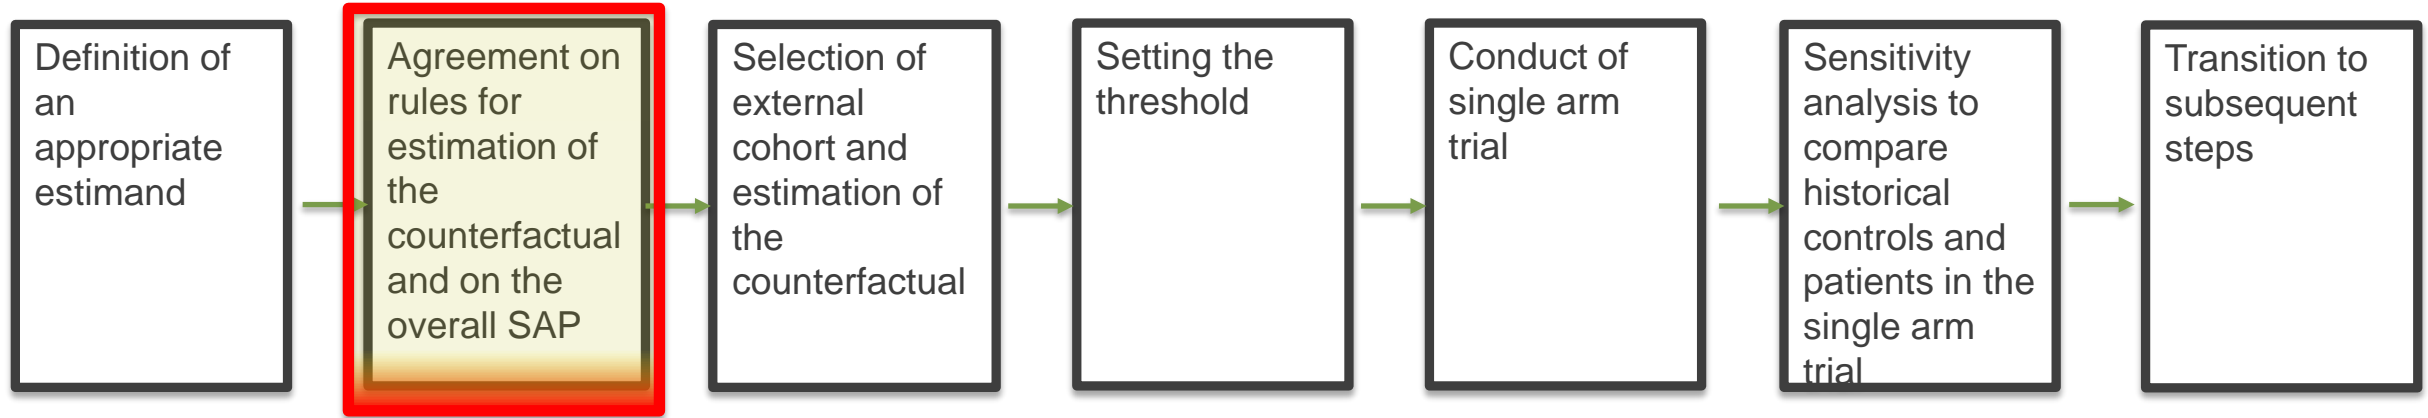 Definition of
an
appropriate
estimand
Agreement on
rules for
estimation of
the
counterfactual
and on the
overall SAP
Selection of
external
cohort and
estimation of
the
counterfactual
Setting the
threshold
Conduct of
single arm
trial
Sensitivity
analysis to
compare
historical
controls and
patients in the
single arm
trial
Transition to
subsequent
steps